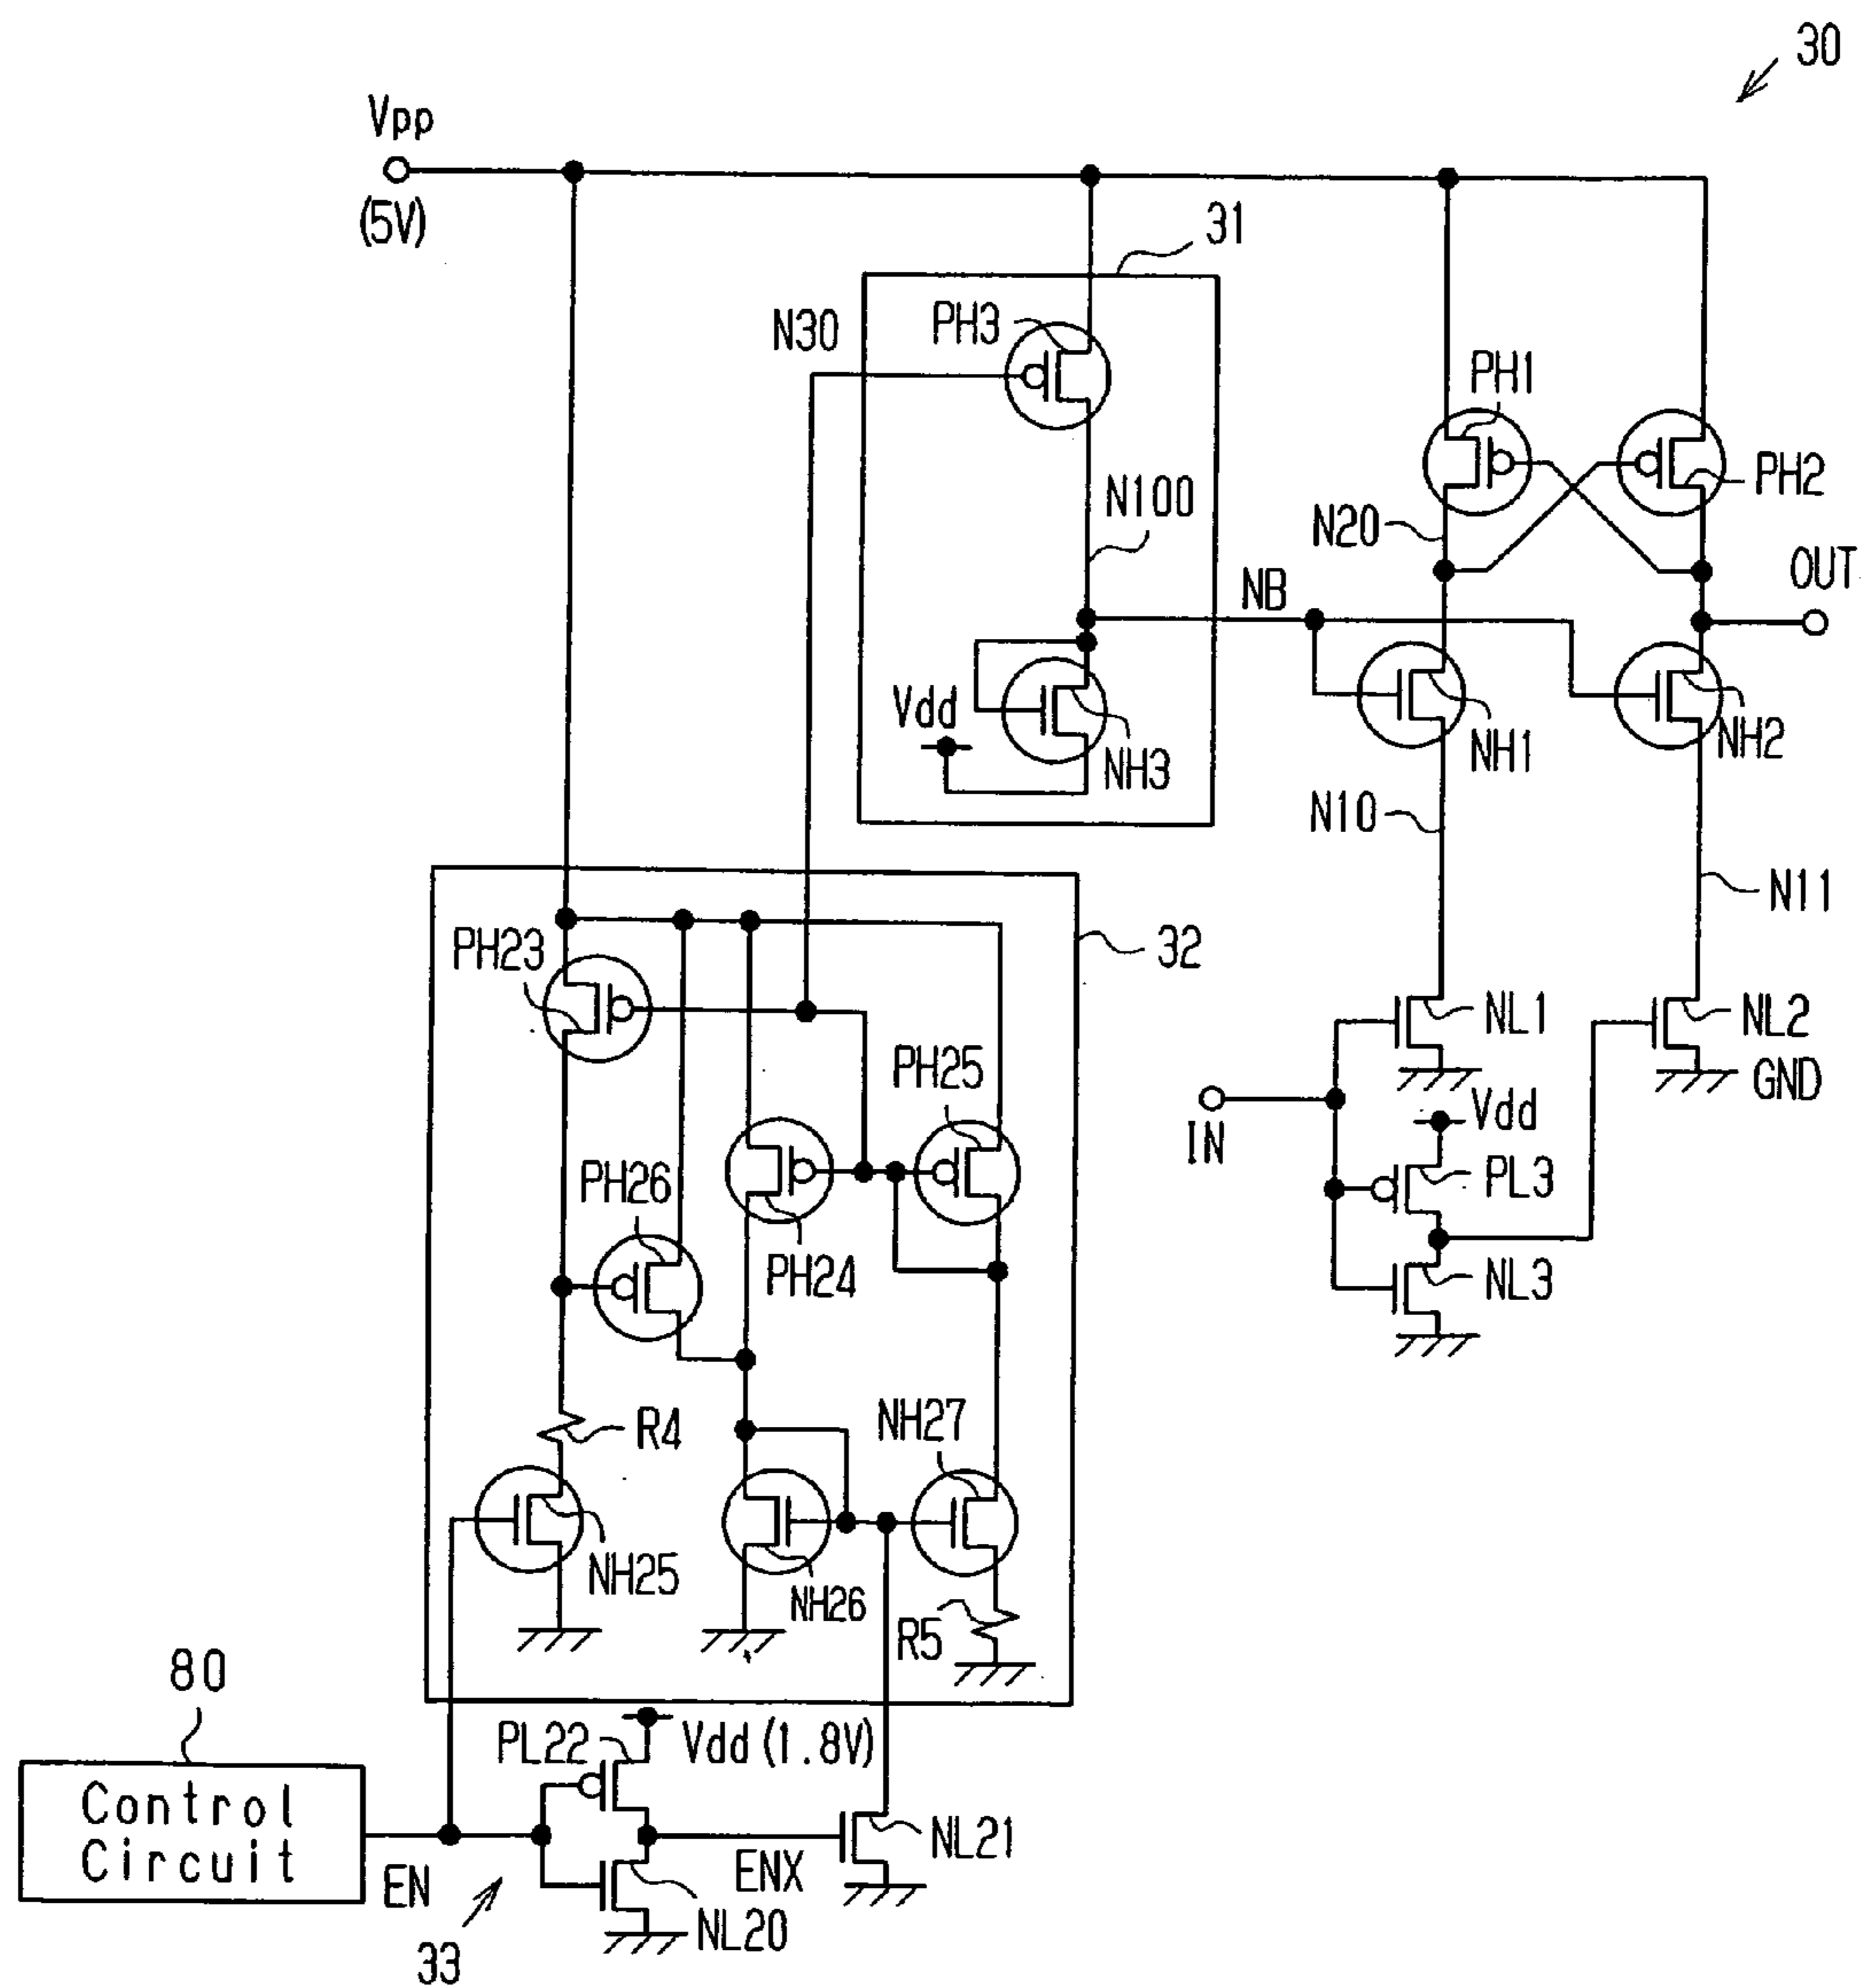 30
Vpp
(5V)
31
N30
PH3
PH1
PH2
N100
N20
OUT
NB
Vdd
NH3
NH1
NH2
N10
N11
PH23
32
PH25
NL1
NL2
GND
IN
Vdd
PL3
PH26
PH24
NL3
R4
NH27
NH25
NH26
R5
80
PL22
Vdd (1.8V)
Control
Circuit
EN
ENX
NL21
NL20
33